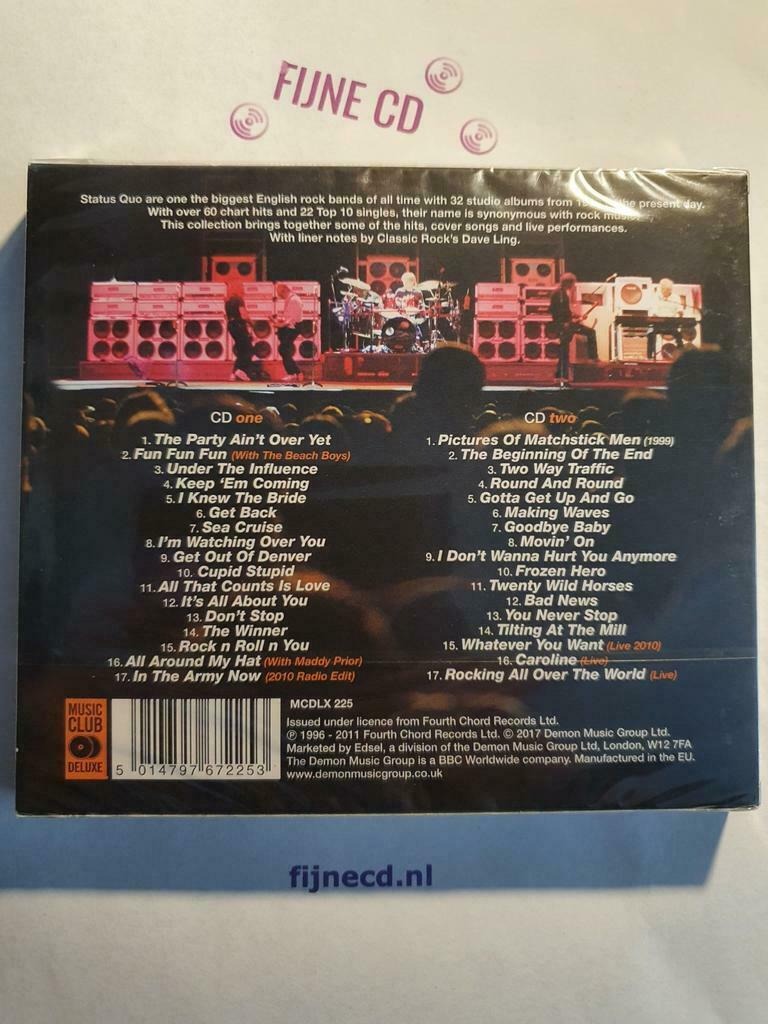 FIJNE CD
Status Quo are one the biggest English rock bands of all time with 32 studio albums from the present day.
With over 60 chart hits and 22 Top 10 singles, their name is synonymous with rock music.
This collection brings together some of the hits, cover songs and live performances.
With liner notes by Classic Rock's Dave Ling.
CD one
1. The Party Ain't Over Yet
2. Fun Fun Fun (With The Beach Boys)
3. Under The Influence
4. Keep 'Em Coming
5. I Knew The Bride
6. Get Back
7. Sea Cruise
8. I'm Watching Over You
9. Get Out Of Denver
10. Cupid Stupid
11. All That Counts Is Love
12. It's All About You
13. Don't Stop
14. The Winner
15. Rock n Roll n You
16. All Around My Hat (With Maddy Prior)
17. In The Army Now (2010 Radio Edit)
CD two
1. Pictures Of Matchstick Men (1999)
2. The Beginning Of The End
3. Two Way Traffic
4. Round And Round
5. Gotta Get Up And Go
6. Making Waves
7. Goodbye Baby
8. Movin' On
9. I Don't Wanna Hurt You Anymore
10. Frozen Hero
11. Twenty Wild Horses
12. Bad News
13. You Never Stop
14. Tilting At The Mill
15. Whatever You Want (Live 2010)
16. Caroline (Live)
17. Rocking All Over The World (Live)
MUSIC
CLUB
DELUXE
5 014797 672253
MCDLX 225
Issued under licence from Fourth Chord Records Ltd.
℗ 1996 - 2011 Fourth Chord Records Ltd. © 2017 Demon Music Group Ltd.
Marketed by Edsel, a division of the Demon Music Group Ltd, London, W12 7FA
The Demon Music Group is a BBC Worldwide company. Manufactured in the EU.
www.demonmusicgroup.co.uk
fijnecd.nl